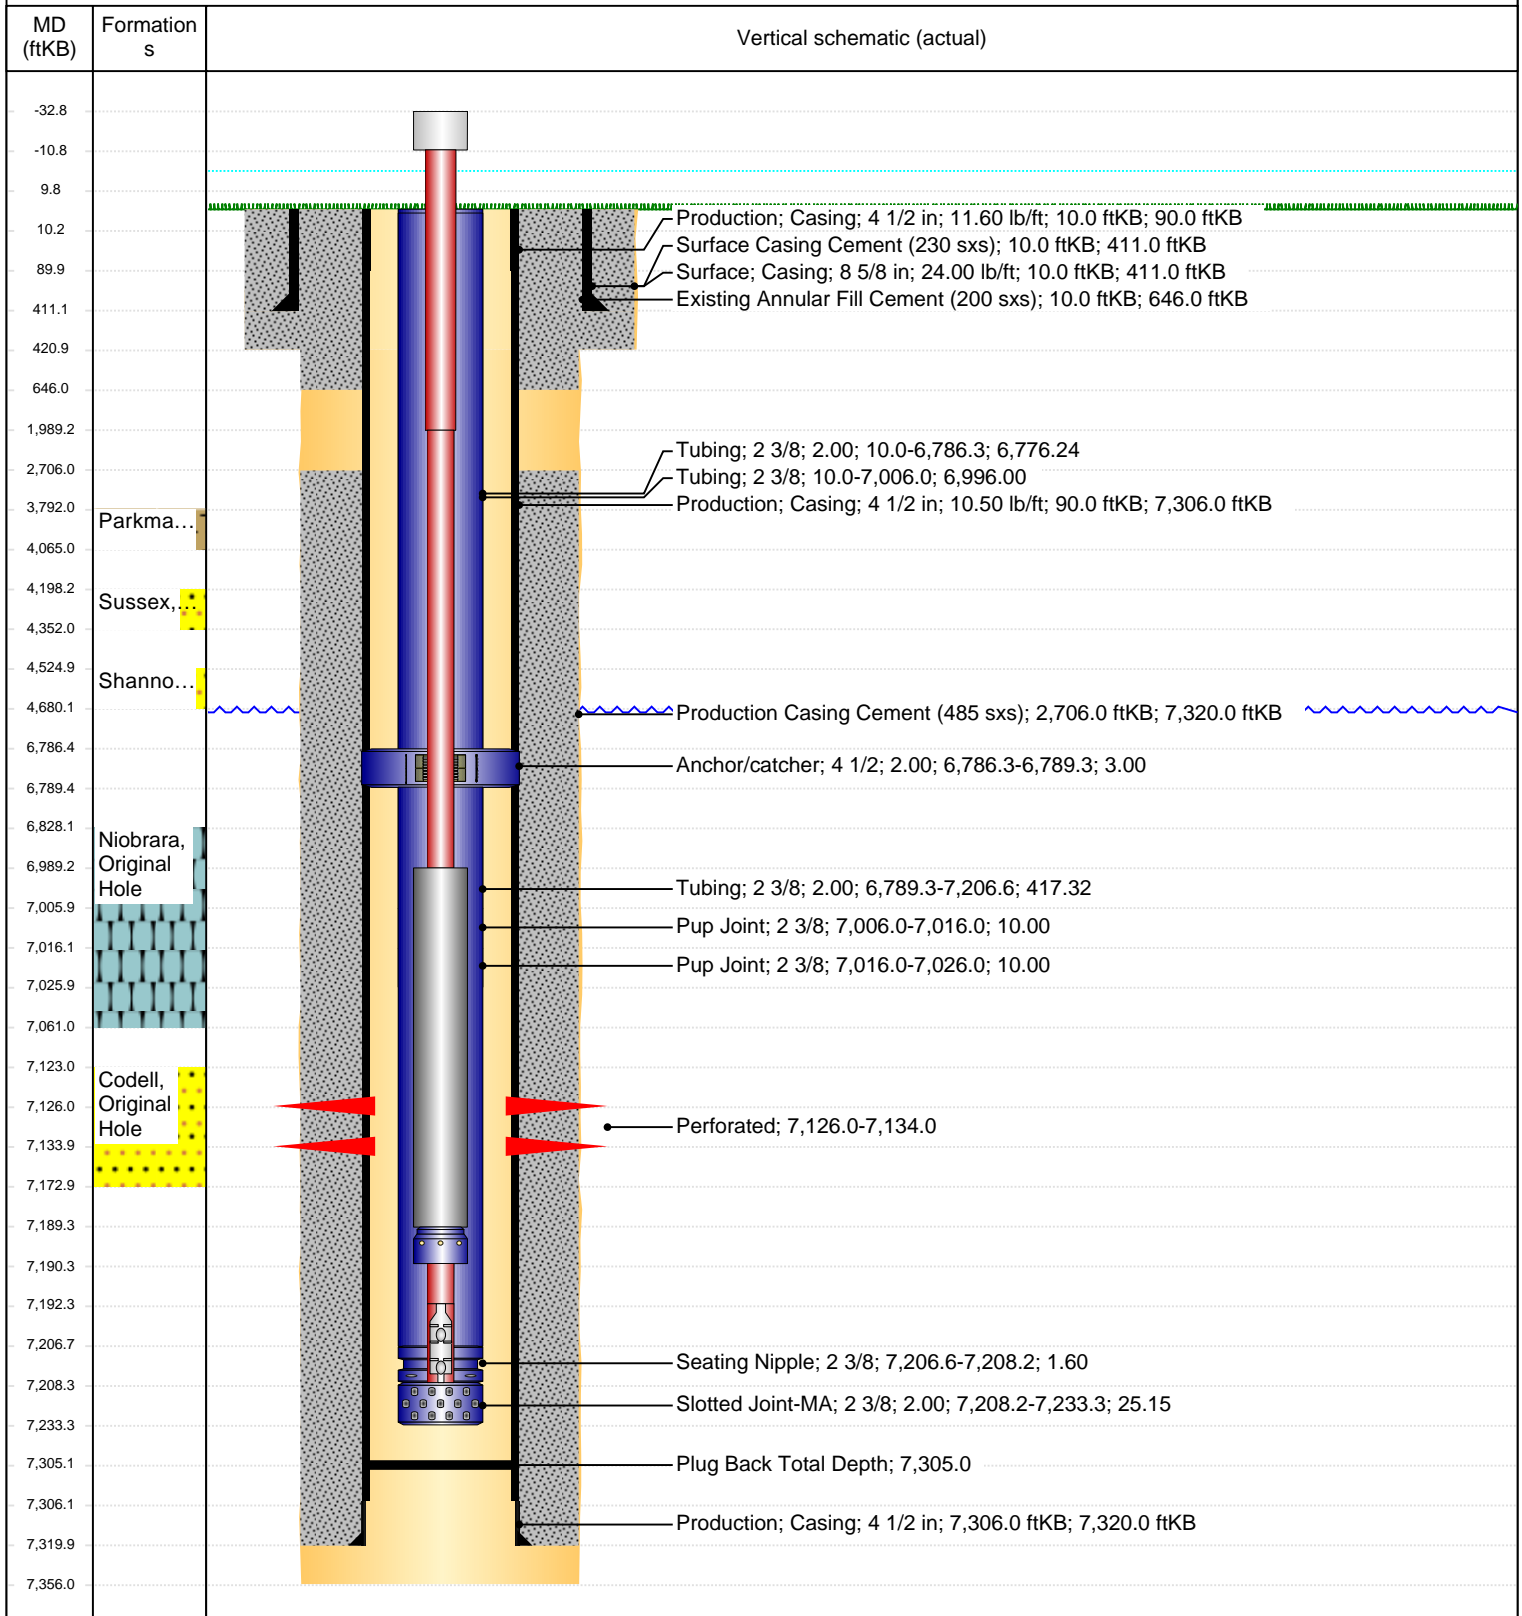 MD
(ftKB)
Formation
s
Vertical schematic (actual)
-32.8
-10.8
9.8
10.2
89.9
411.1
420.9
646.0
1,989.2
2,706.0
3,792.0
4,065.0
4,198.2
4,352.0
4,524.9
4,680.1
6,786.4
6,789.4
6,828.1
6,989.2
7,005.9
7,016.1
7,025.9
7,061.0
7,123.0
7,126.0
7,133.9
7,172.9
7,189.3
7,190.3
7,192.3
7,206.7
7,208.3
7,233.3
7,305.1
7,306.1
7,319.9
7,356.0
Parkma…
Sussex,…
Shanno…
Niobrara,
Original
Hole
Codell,
Original
Hole
Production; Casing; 4 1/2 in; 11.60 lb/ft; 10.0 ftKB; 90.0 ftKB
Surface Casing Cement (230 sxs); 10.0 ftKB; 411.0 ftKB
Surface; Casing; 8 5/8 in; 24.00 lb/ft; 10.0 ftKB; 411.0 ftKB
Existing Annular Fill Cement (200 sxs); 10.0 ftKB; 646.0 ftKB
Tubing; 2 3/8; 2.00; 10.0-6,786.3; 6,776.24
Tubing; 2 3/8; 10.0-7,006.0; 6,996.00
Production; Casing; 4 1/2 in; 10.50 lb/ft; 90.0 ftKB; 7,306.0 ftKB
Production Casing Cement (485 sxs); 2,706.0 ftKB; 7,320.0 ftKB
Anchor/catcher; 4 1/2; 2.00; 6,786.3-6,789.3; 3.00
Tubing; 2 3/8; 2.00; 6,789.3-7,206.6; 417.32
Pup Joint; 2 3/8; 7,006.0-7,016.0; 10.00
Pup Joint; 2 3/8; 7,016.0-7,026.0; 10.00
Perforated; 7,126.0-7,134.0
Seating Nipple; 2 3/8; 7,206.6-7,208.2; 1.60
Slotted Joint-MA; 2 3/8; 2.00; 7,208.2-7,233.3; 25.15
Plug Back Total Depth; 7,305.0
Production; Casing; 4 1/2 in; 7,306.0 ftKB; 7,320.0 ftKB